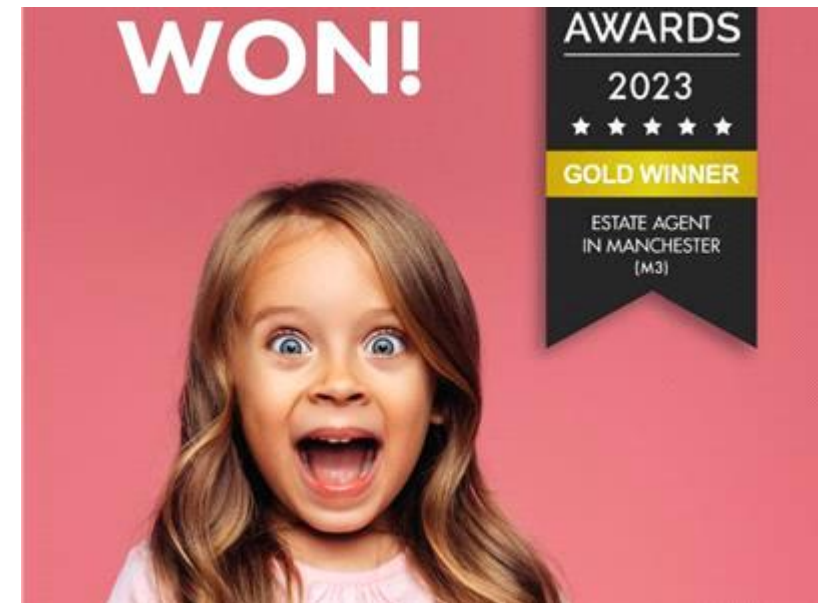 WON!
AWARDS
2023
GOLD WINNER
ESTATE AGENT
IN MANCHESTER
(M3)